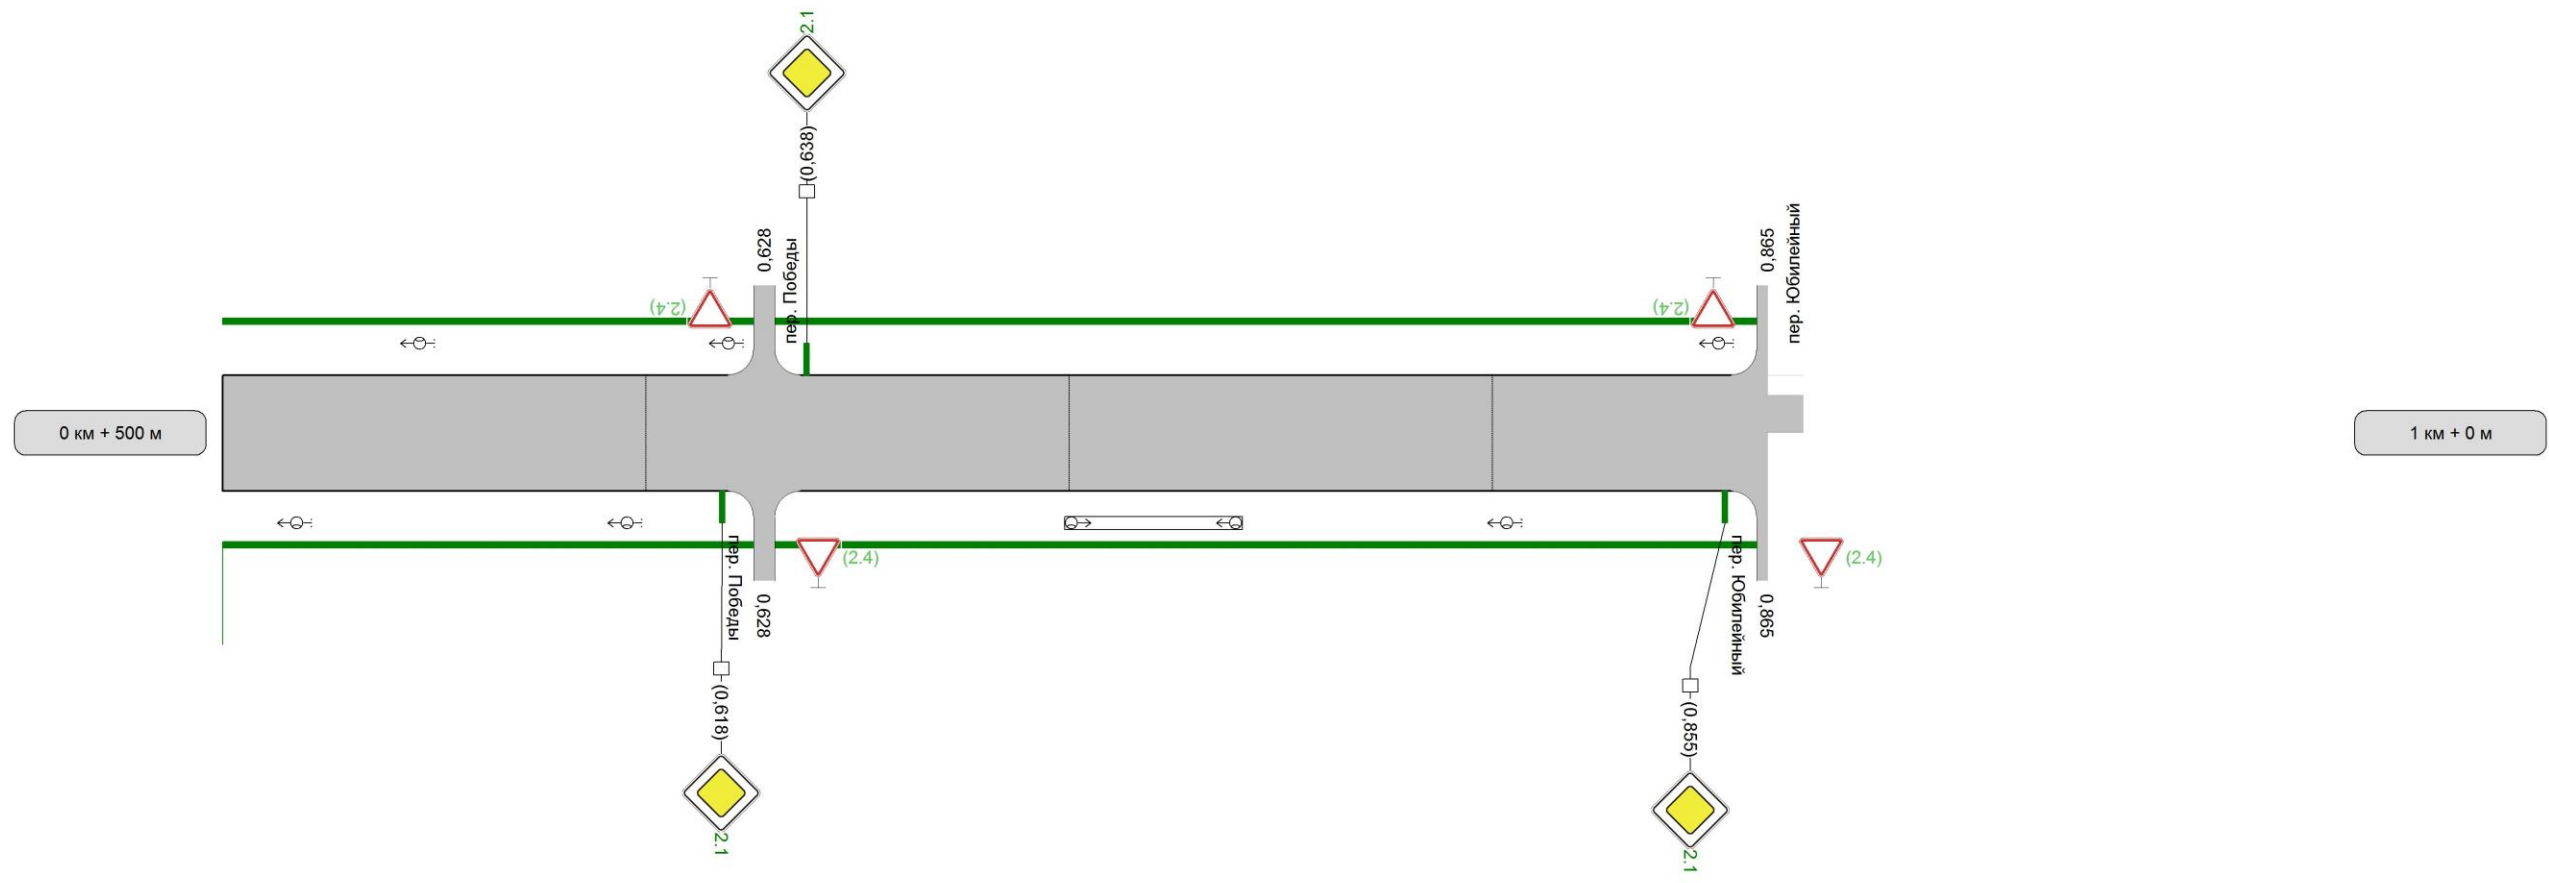 2.1
(0,638)
0,628
пер. Победы
0,865
пер. Юбилейный
(2.4)
(2.4)
0 км + 500 м
1 км + 0 м
(2.4)
(2.4)
пер. Победы
0,628
пер. Юбилейный
0,865
(0,618)
2.1
(0,855)
2.1